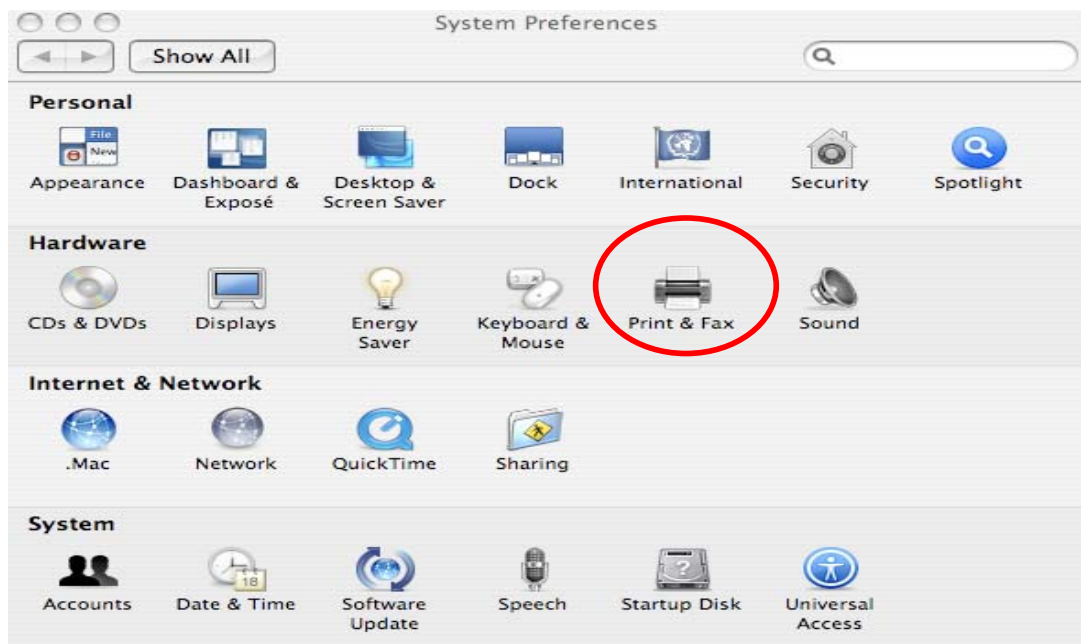 System Preferences
Show All
Personal
File
New
Appearance
Dashboard &
Exposé
Desktop &
Screen Saver
Dock
International
Security
Spotlight
Hardware
CDs & DVDs
Displays
Energy
Saver
Keyboard &
Mouse
Print & Fax
Sound
Internet & Network
.Mac
Network
QuickTime
Sharing
System
18
?
Accounts
Date & Time
Software
Update
Speech
Startup Disk
Universal
Access